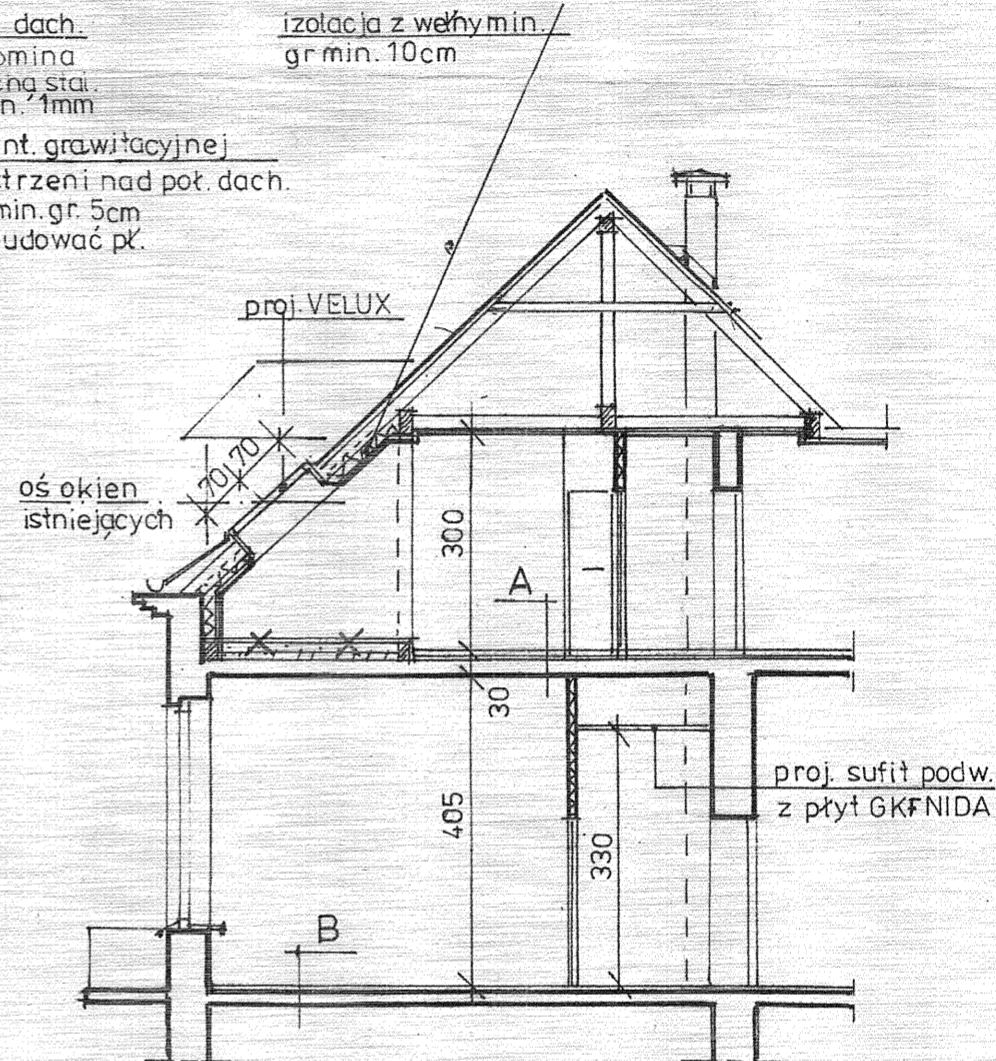 dach.
omina
stal.
n. 1mm
nt. grawitacyjnej
trzeni nad poł. dach.
min. gr. 5cm
udować pł.
izolacja z wełny min.
gr min. 10cm
proj. VELUX
70 70
oś okien
istniejących
300
A
30
405
330
proj. sufit podw.
z płyt GKF NIDA
B